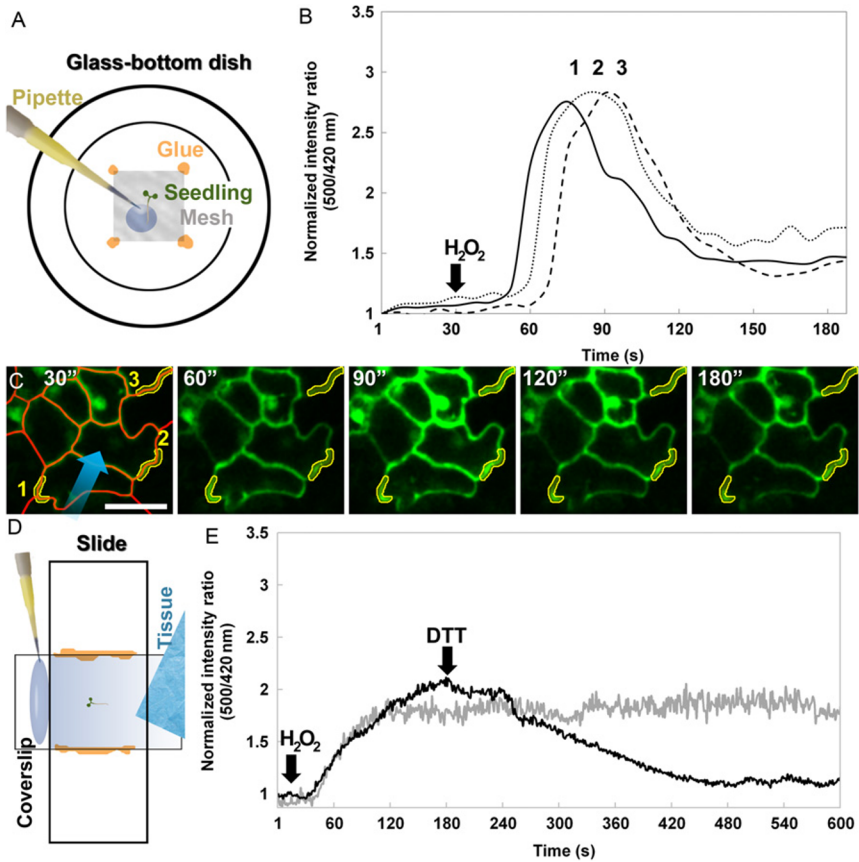 A
Glass-bottom dish
Pipette
Glue
Seedling
Mesh
B
Normalized intensity ratio
(500/420 nm)
3.5
3
2.5
2
1.5
1
1 2 3
H₂O₂
1 30 60 90 120 150 180
Time (s)
C
30”
3
2
1
60”
90”
120”
180”
D
Slide
Tissue
Coverslip
E
Normalized intensity ratio
(500/420 nm)
3.5
3
2.5
2
1.5
1
DTT
H₂O₂
1 60 120 180 240 300 360 420 480 540 600
Time (s)